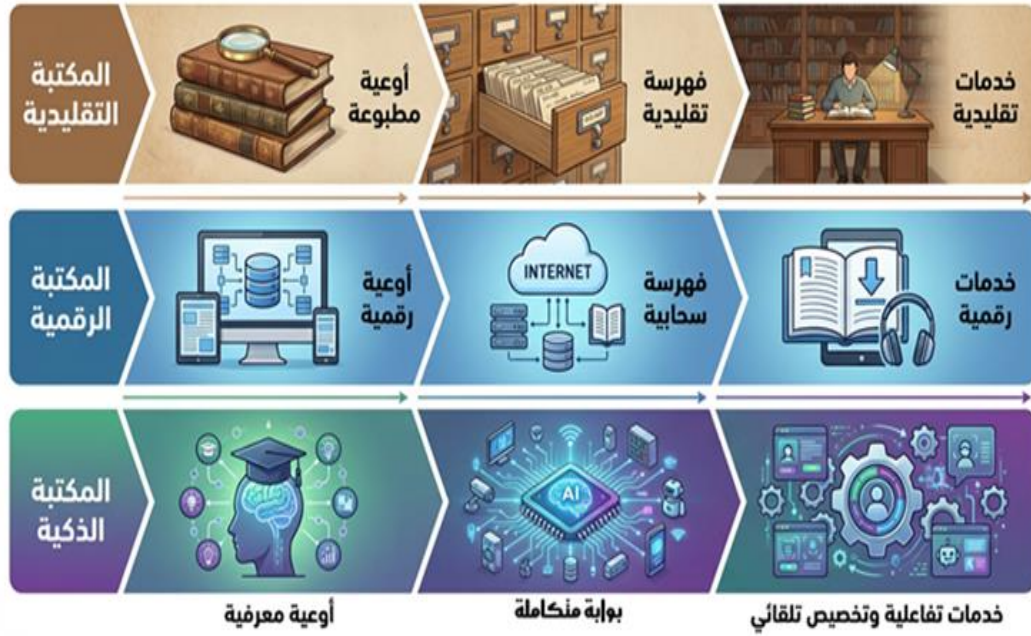 المكتبة
التقليدية
أوعية
مطبوعة
فهرسة
تقليدية
خدمات
تقليدية
المكتبة
الرقمية
أوعية
رقمية
INTERNET
فهرسة
سحابية
خدمات
رقمية
المكتبة
الذكية
AI
أوعية معرفية
بوابة متكاملة
خدمات تفاعلية وتخصيص تلقائي